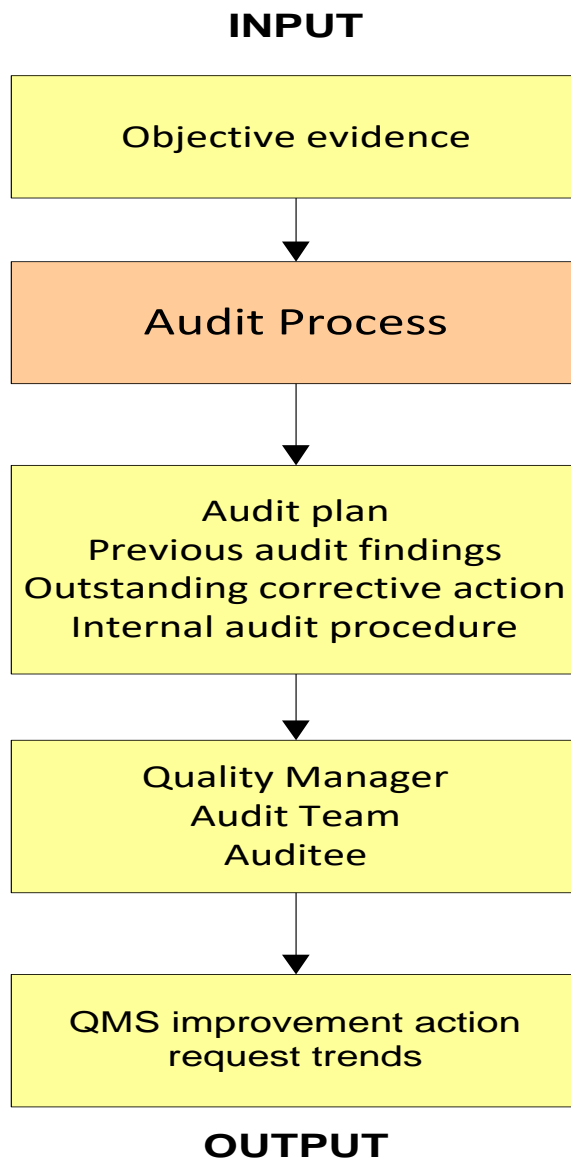 INPUT
Objective evidence
Audit Process
Audit plan
Previous audit findings
Outstanding corrective action
Internal audit procedure
Quality Manager
Audit Team
Auditee
QMS improvement action
request trends
OUTPUT